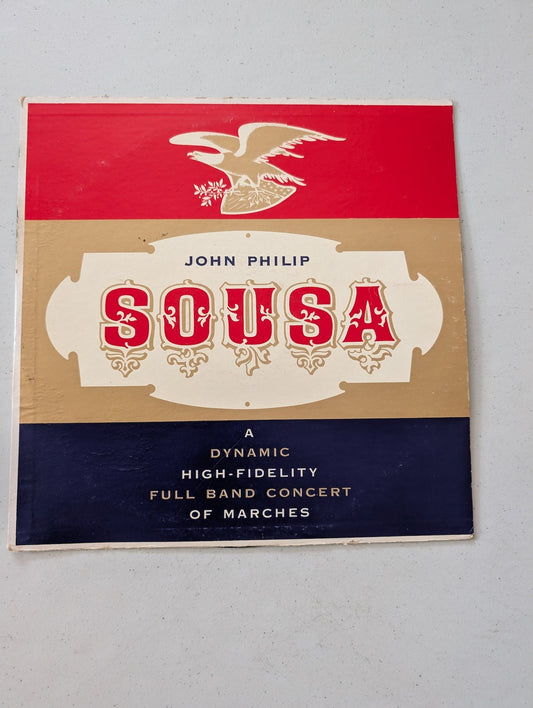 JOHN PHILIP
SOUSA
A
DYNAMIC
HIGH-FIDELITY
FULL BAND CONCERT
OF MARCHES